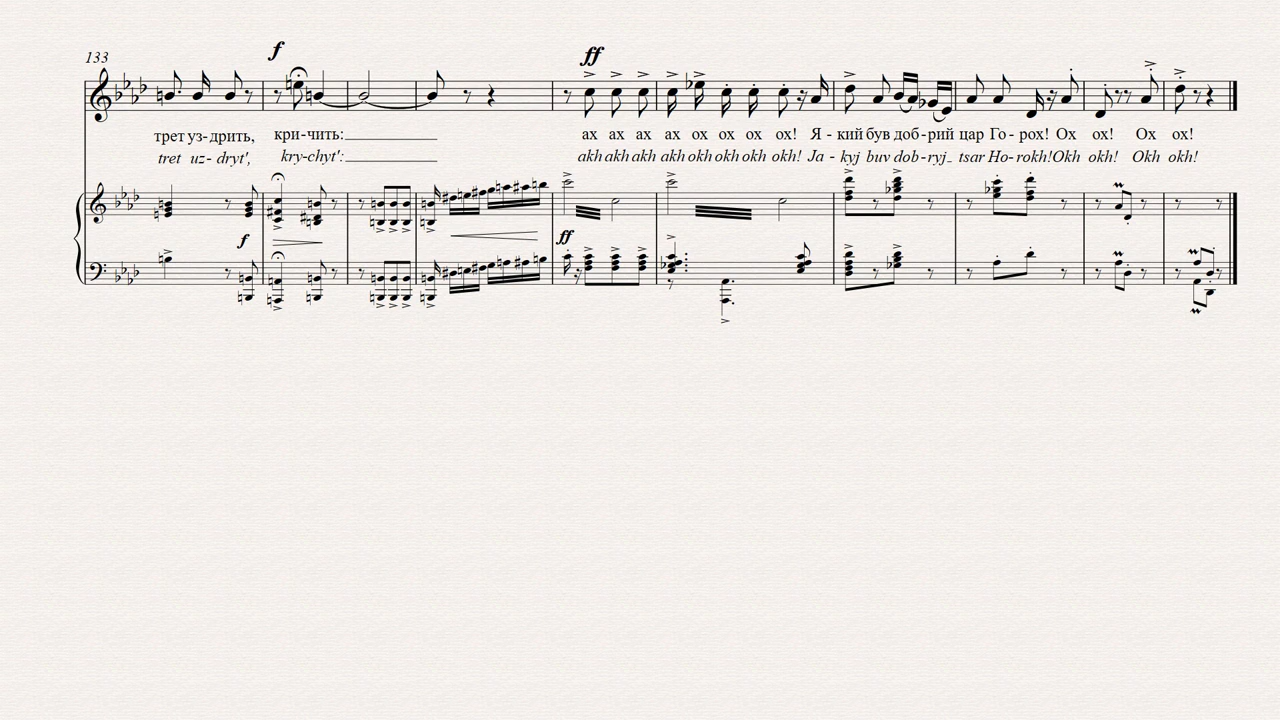 133
f
ff
трет уз-дрить, кри-чить: ах ах ах ах ох ох ох ох! Я - кий був доб-рий цар Го - рох! Ох ох! Ох ох!
tret uz- dryt', kry-chyt': akh akh akh akh okh okh okh okh! Ja - kyj buv dob-ryj_ tsar Ho- rokh! Okh okh! Okh okh!
f
ff